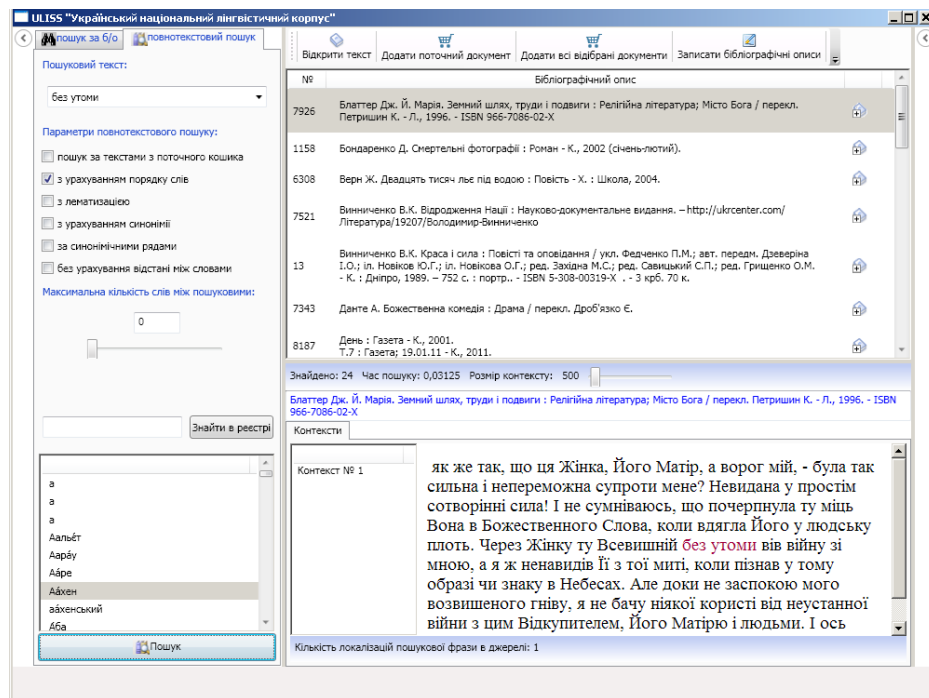 ULISS "Український національний лінгвістичний корпус"
пошук за б/о
повнотекстовий пошук
Пошуковий текст:
без утоми
Параметри повнотекстового пошуку:
пошук за текстами з поточного кошика
з урахуванням порядку слів
з лематизацією
з урахуванням синонімії
за синонімічними рядами
без урахування відстані між словами
Максимальна кількість слів між пошуковими:
0
Знайти в реєстрі
а
а
а
Аальє́т
Аара́у
Аа́ре
Аа́хен
аа́хенський
А́ба
Пошук
Відкрити текст
Додати поточний документ
Додати всі відібрані документи
Записати бібліографічні описи
№ Бібліографічний опис
7926 Блаттер Дж. Й. Марія. Земний шлях, труди і подвиги : Релігійна література; Місто Бога / перекл.
Петришин К. - Л., 1996. - ISBN 966-7086-02-X
1158 Бондаренко Д. Смертельні фотографії : Роман - К., 2002 (січень-лютий).
6308 Верн Ж. Двадцять тисяч льє під водою : Повість - Х. : Школа, 2004.
7521 Винниченко В.К. Відродження Нації : Науково-документальне видання. – http://ukrcenter.com/
Література/19207/Володимир-Винниченко
13 Винниченко В.К. Краса і сила : Повісті та оповідання / укл. Федченко П.М.; авт. передм. Дзеверіна
І.О.; іл. Новіков Ю.Г.; іл. Новікова О.Г.; ред. Західна М.С.; ред. Савицький С.П.; ред. Грищенко О.М.
- К. : Дніпро, 1989. – 752 с. : портр.. - ISBN 5-308-00319-X . - 3 крб. 70 к.
7343 Данте А. Божественна комедія : Драма / перекл. Дроб'язко Є.
8187 День : Газета - К., 2001.
Т.7 : Газета; 19.01.11 - К., 2011.
Знайдено: 24 Час пошуку: 0,03125 Розмір контексту: 500
Блаттер Дж. Й. Марія. Земний шлях, труди і подвиги : Релігійна література; Місто Бога / перекл. Петришин К. - Л., 1996. - ISBN
966-7086-02-X
Контексти
Контекст № 1
як же так, що ця Жінка, Його Матір, а ворог мій, - була так
сильна і непереможна супроти мене? Невидана у простім
сотворінні сила! І не сумніваюсь, що почерпнула ту міць
Вона в Божественного Слова, коли вдягла Його у людську
плоть. Через Жінку ту Всевишній без утоми вів війну зі
мною, а я ж ненавидів Її з тої миті, коли пізнав у тому
образі чи знаку в Небесах. Але доки не заспокою мого
возвишеного гніву, я не бачу ніякої користі від неустанної
війни з цим Відкупителем, Його Матірю і людьми. І ось
Кількість локалізацій пошукової фрази в джерелі: 1